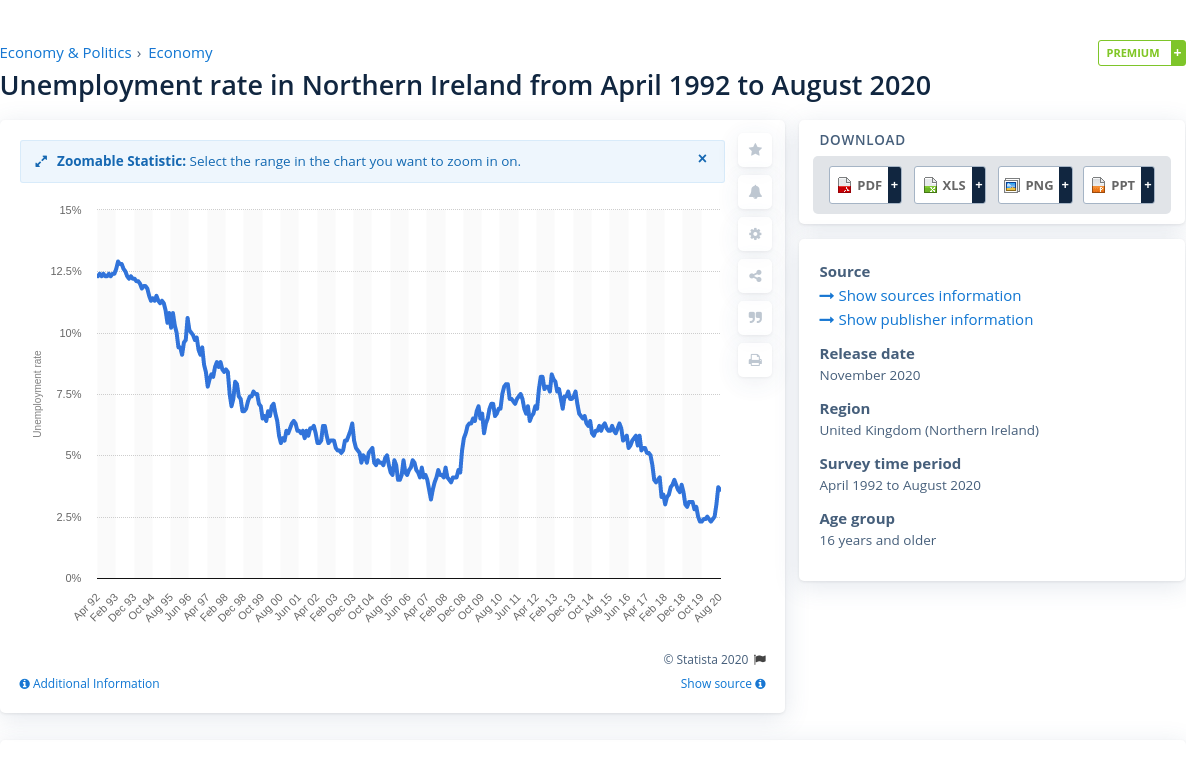 Economy & Politics › Economy
PREMIUM +
Unemployment rate in Northern Ireland from April 1992 to August 2020
Zoomable Statistic: Select the range in the chart you want to zoom in on. ×
15%
12.5%
10%
7.5%
5%
2.5%
0%
Unemployment rate
Apr 92
Feb 93
Dec 93
Oct 94
Aug 95
Jun 96
Apr 97
Feb 98
Dec 98
Oct 99
Aug 00
Jun 01
Apr 02
Feb 03
Dec 03
Oct 04
Aug 05
Jun 06
Apr 07
Feb 08
Dec 08
Oct 09
Aug 10
Jun 11
Apr 12
Feb 13
Dec 13
Oct 14
Aug 15
Jun 16
Apr 17
Feb 18
Dec 18
Oct 19
Aug 20
© Statista 2020
Additional Information
Show source
DOWNLOAD
PDF + XLS + PNG + PPT +
Source
Show sources information
Show publisher information
Release date
November 2020
Region
United Kingdom (Northern Ireland)
Survey time period
April 1992 to August 2020
Age group
16 years and older